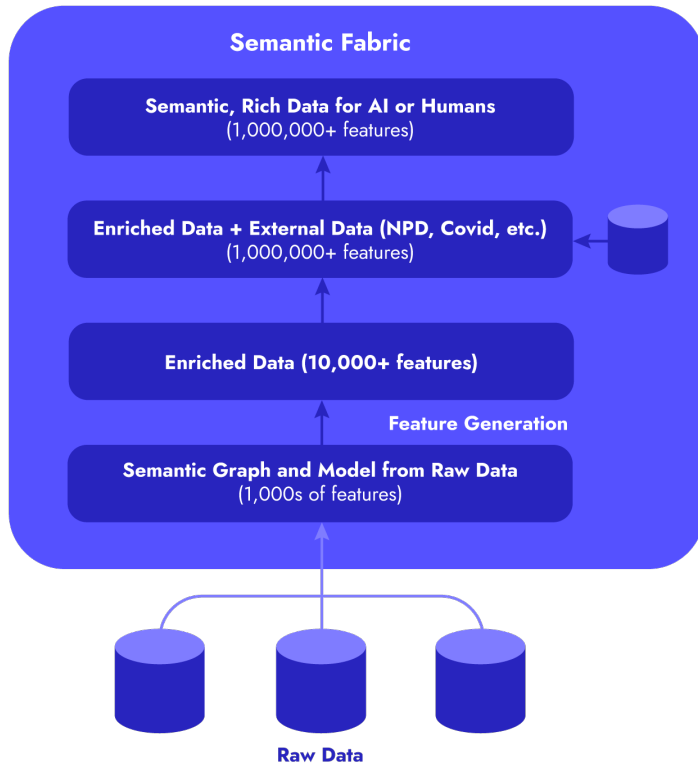 Semantic Fabric
Semantic, Rich Data for AI or Humans
(1,000,000+ features)
Enriched Data + External Data (NPD, Covid, etc.)
(1,000,000+ features)
Enriched Data (10,000+ features)
Feature Generation
Semantic Graph and Model from Raw Data
(1,000s of features)
Raw Data